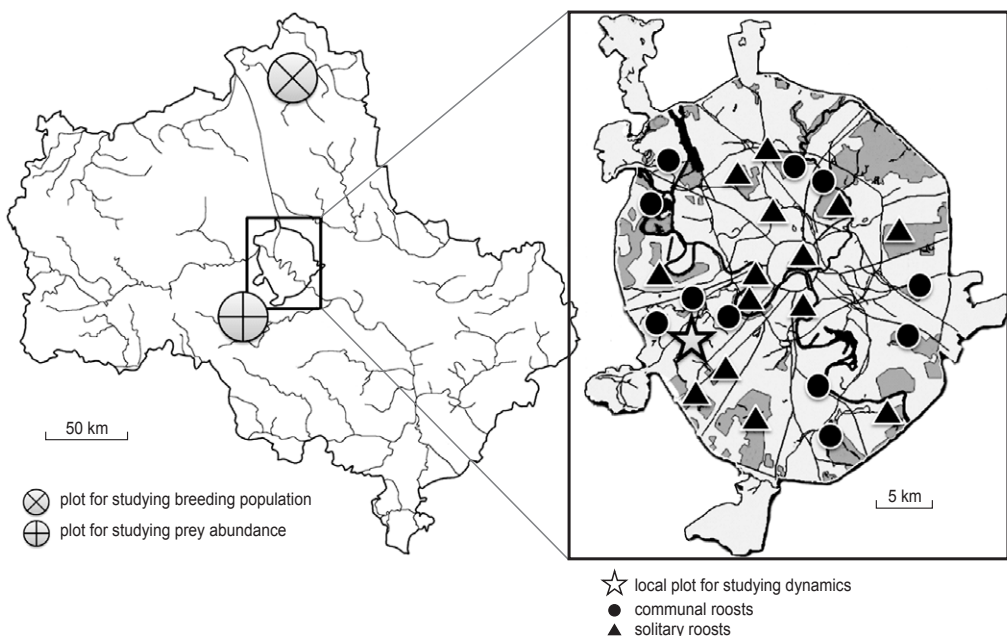 50 km
plot for studying breeding population
plot for studying prey abundance
5 km
local plot for studying dynamics
communal roosts
solitary roosts